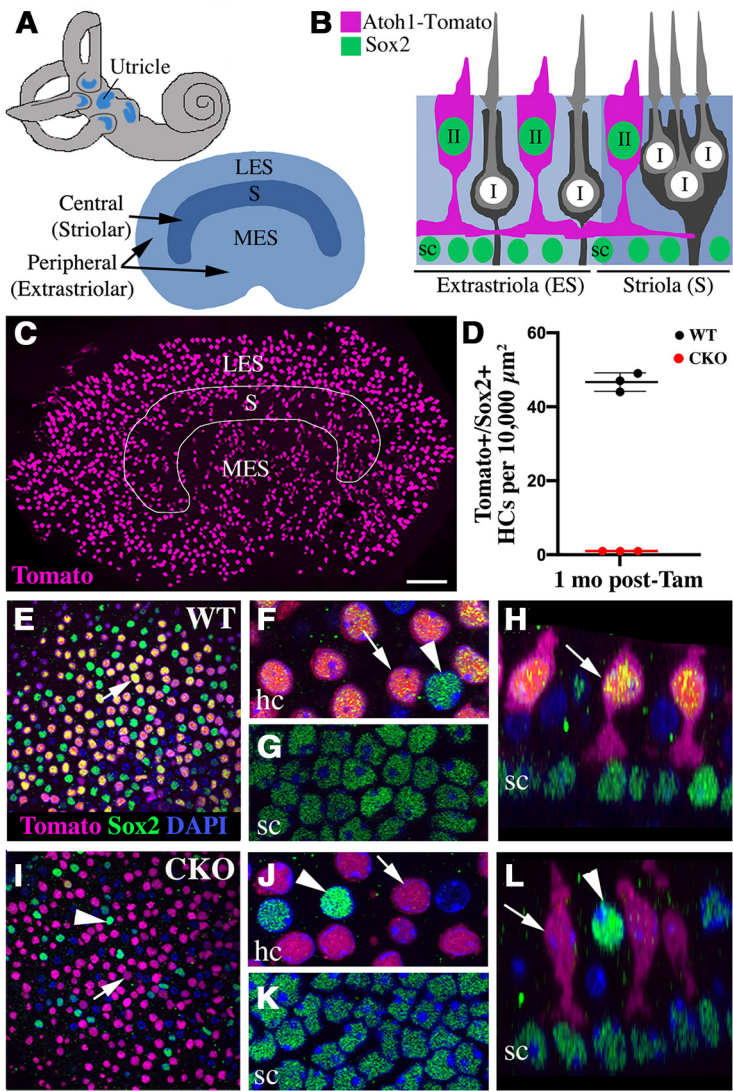 A
Utricle
LES
S
MES
Central
(Striolar)
Peripheral
(Extrastriolar)
B
Atoh1-Tomato
Sox2
II
II
II
I
I
I
I
I
sc
sc
Extrastriola (ES)
Striola (S)
C
LES
S
MES
Tomato
D
Tomato+/Sox2+
HCs per 10,000 µm²
60
40
20
0
WT
CKO
1 mo post-Tam
E
WT
Tomato Sox2 DAPI
F
hc
G
sc
H
sc
I
CKO
J
hc
K
sc
L
sc